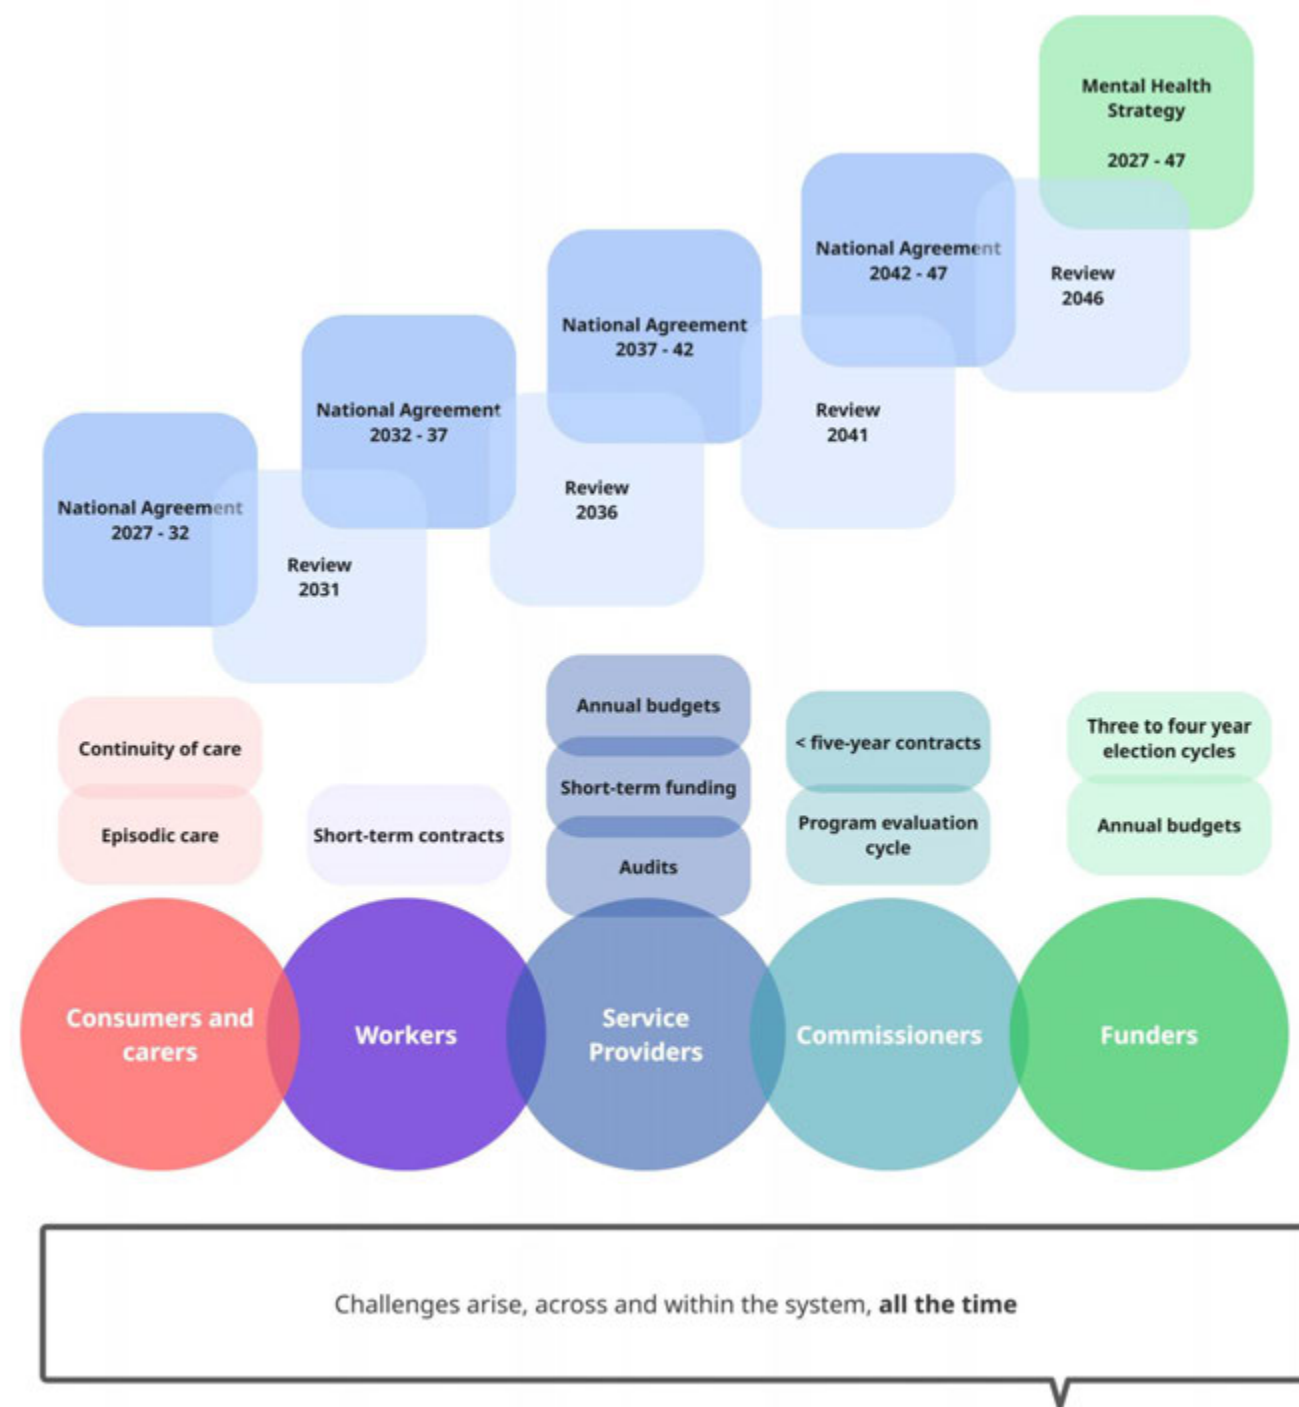 Mental Health
Strategy
2027 - 47
National Agreement
2042 - 47
Review
2046
National Agreement
2037 - 42
Review
2041
National Agreement
2032 - 37
Review
2036
National Agreement
2027 - 32
Review
2031
Continuity of care
Episodic care
Short-term contracts
Annual budgets
Short-term funding
Audits
< five-year contracts
Program evaluation
cycle
Three to four year
election cycles
Annual budgets
Consumers and
carers
Workers
Service
Providers
Commissioners
Funders
Challenges arise, across and within the system, all the time